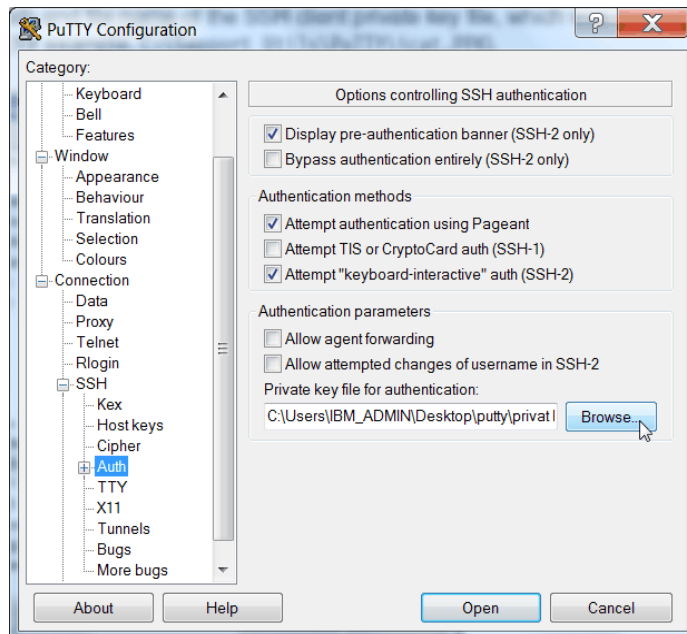 PuTTY Configuration
?
X
Category:
Keyboard
Bell
Features
Window
Appearance
Behaviour
Translation
Selection
Colours
Connection
Data
Proxy
Telnet
Rlogin
SSH
Kex
Host keys
Cipher
Auth
TTY
X11
Tunnels
Bugs
More bugs
Options controlling SSH authentication
Display pre-authentication banner (SSH-2 only)
Bypass authentication entirely (SSH-2 only)
Authentication methods
Attempt authentication using Pageant
Attempt TIS or CryptoCard auth (SSH-1)
Attempt "keyboard-interactive" auth (SSH-2)
Authentication parameters
Allow agent forwarding
Allow attempted changes of username in SSH-2
Private key file for authentication:
C:\Users\IBM_ADMIN\Desktop\putty\privat
Browse...
About
Help
Open
Cancel